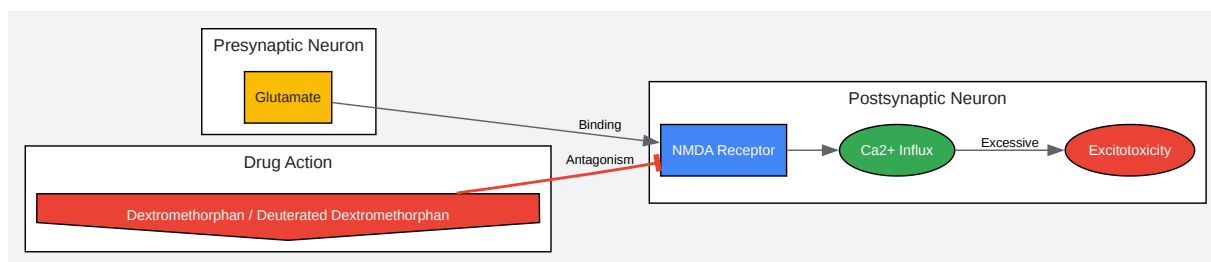 Presynaptic Neuron
Glutamate
Binding
Antagonism
Drug Action
Dextromethorphan / Deuterated Dextromethorphan
Postsynaptic Neuron
NMDA Receptor
Ca2+ Influx
Excessive
Excitotoxicity